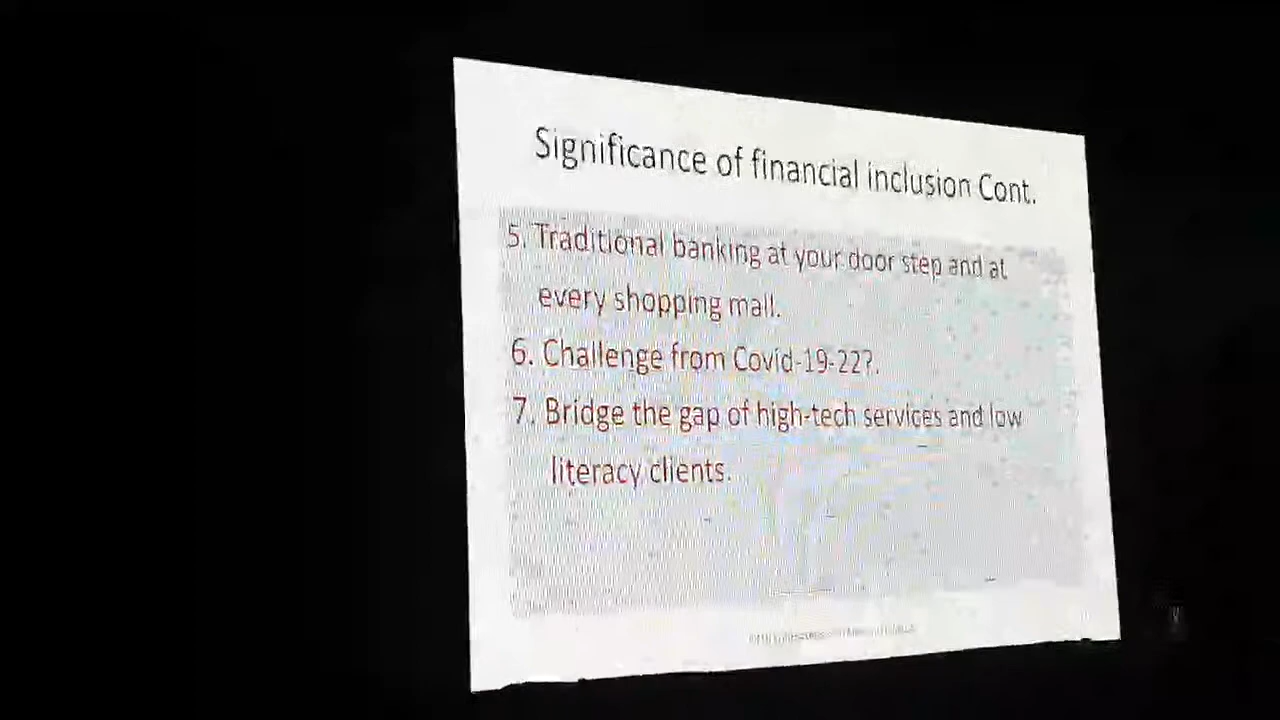 Significance of financial inclusion Cont.
5. Traditional banking at your door step and at
every shopping mall.
6. Challenge from Covid-19-22?.
7. Bridge the gap of high-tech services and low
literacy clients.